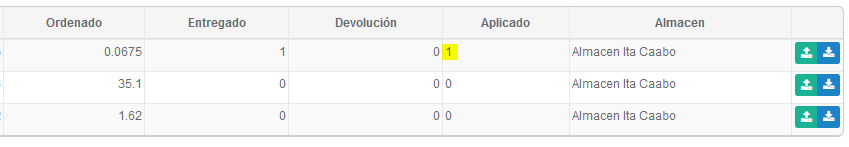 Ordenado Entregado Devolución Aplicado Almacen
0.0675 1 0 1 Almacen Ita Caabo
35.1 0 0 0 Almacen Ita Caabo
1.62 0 0 0 Almacen Ita Caabo